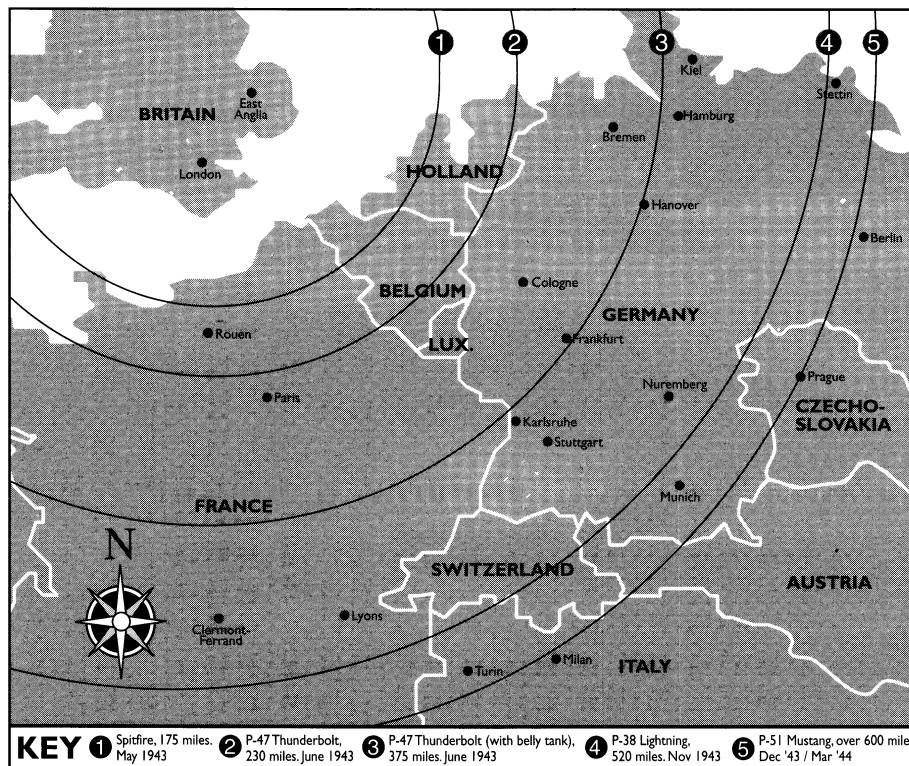 1
2
3
4
5
Kiel
Stettin
East
Anglia
BRITAIN
Hamburg
Bremen
London
HOLLAND
Hanover
Berlin
Cologne
BELGIUM
GERMANY
Rouen
Frankfurt
LUX.
Prague
Nuremberg
Paris
CZECHO-
SLOVAKIA
Karlsruhe
Stuttgart
Munich
FRANCE
N
SWITZERLAND
AUSTRIA
Lyons
Clermont-
Ferrand
Milan
ITALY
Turin
KEY
1 Spitfire, 175 miles.
May 1943
2 P-47 Thunderbolt,
230 miles. June 1943
3 P-47 Thunderbolt (with belly tank),
375 miles. June 1943
4 P-38 Lightning,
520 miles. Nov 1943
5 P-51 Mustang, over 600 mile
Dec '43 / Mar '44